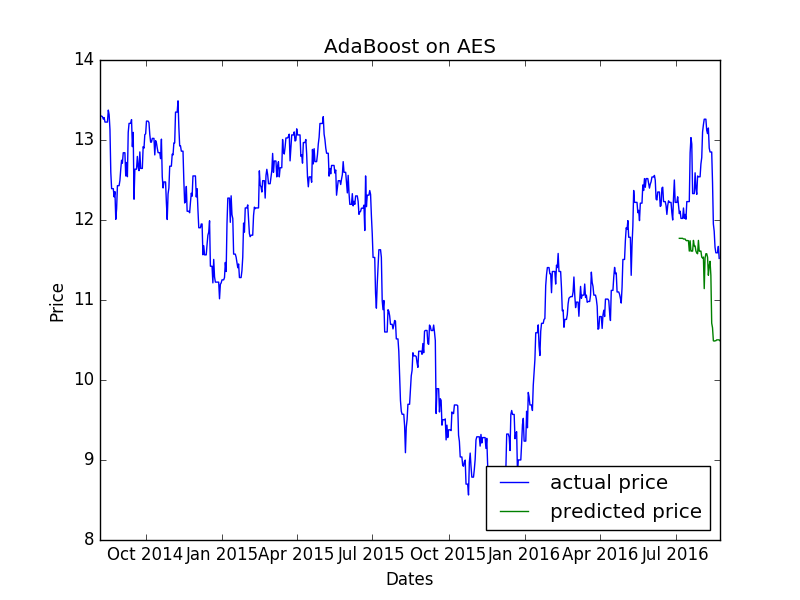 AdaBoost on AES
14
13
12
11
10
9
8
Price
actual price
predicted price
Oct 2014 Jan 2015 Apr 2015 Jul 2015 Oct 2015 Jan 2016 Apr 2016 Jul 2016
Dates